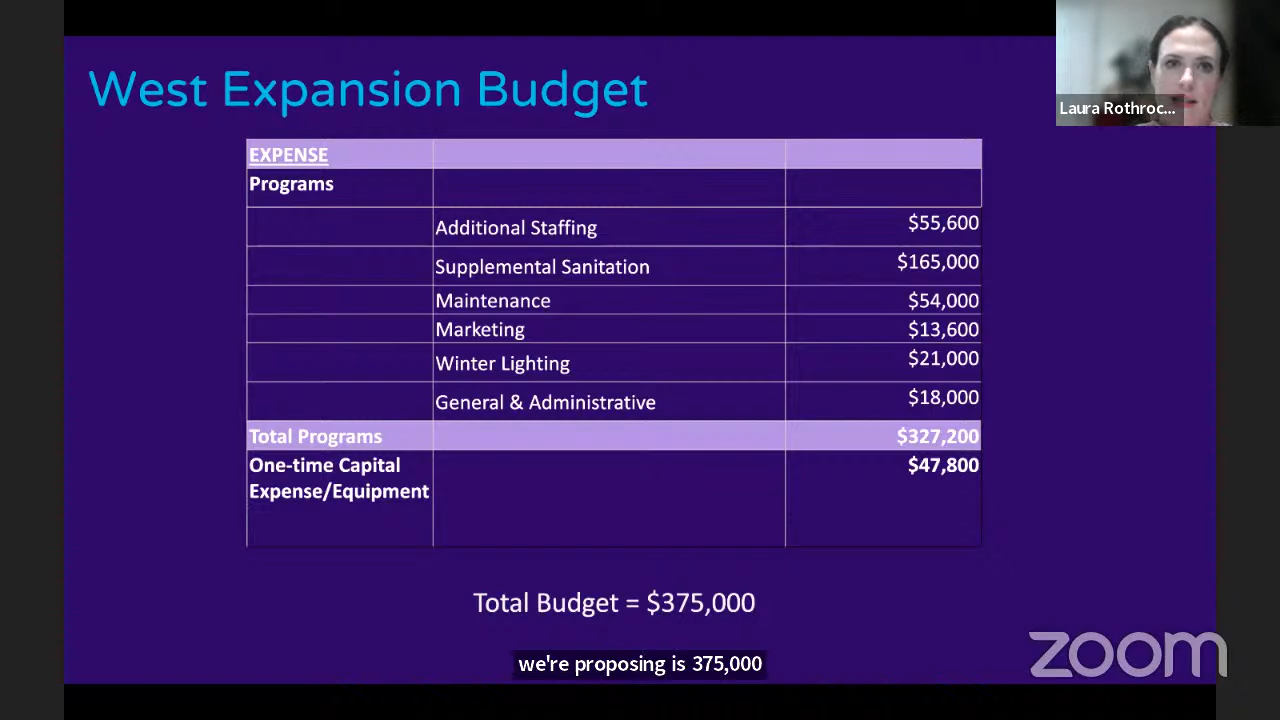 West Expansion Budget
Laura Rothroc...
EXPENSE
Programs
Additional Staffing $55,600
Supplemental Sanitation $165,000
Maintenance $54,000
Marketing $13,600
Winter Lighting $21,000
General & Administrative $18,000
Total Programs $327,200
One-time Capital $47,800
Expense/Equipment
Total Budget = $375,000
zoom
we're proposing is 375,000